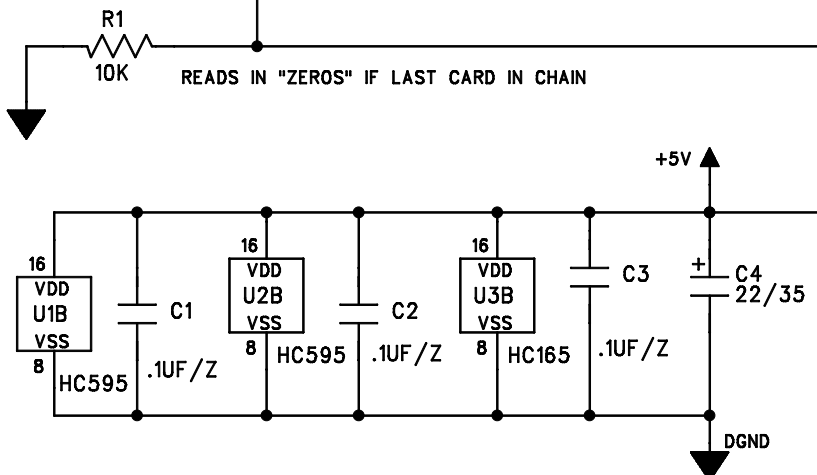 R1
10K
READS IN "ZEROS" IF LAST CARD IN CHAIN
+5V
16
VDD
U1B
VSS
8
HC595
C1
.1UF/Z
16
VDD
U2B
VSS
8
HC595
C2
.1UF/Z
16
VDD
U3B
VSS
8
HC165
C3
.1UF/Z
+
C4
22/35
DGND